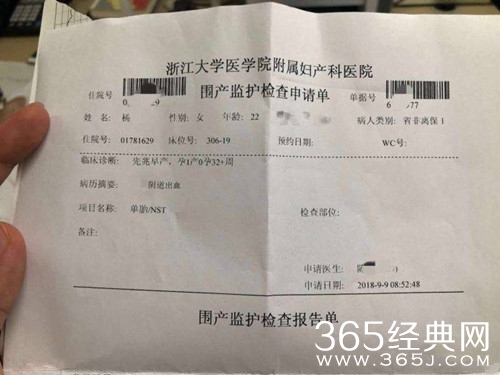 浙江大学医学院附属妇产科医院
围产监护检查申请单
住院号 0 9 单据号 6 77
姓 名: 杨 性别: 女 年龄: 22 病人类别: 省非离保1
住院号: 01781629 床位号: 306-19 预约日期: WC号:
临床诊断: 先兆早产,孕1产0孕32+周
病历摘要: 阴道出血
项目名称: 单胎/NST 检查部位:
备注:
申请医生:
申请日期: 2018-9-9 08:52:48
围产监护检查报告单
365经典网
WWW.365J.COM